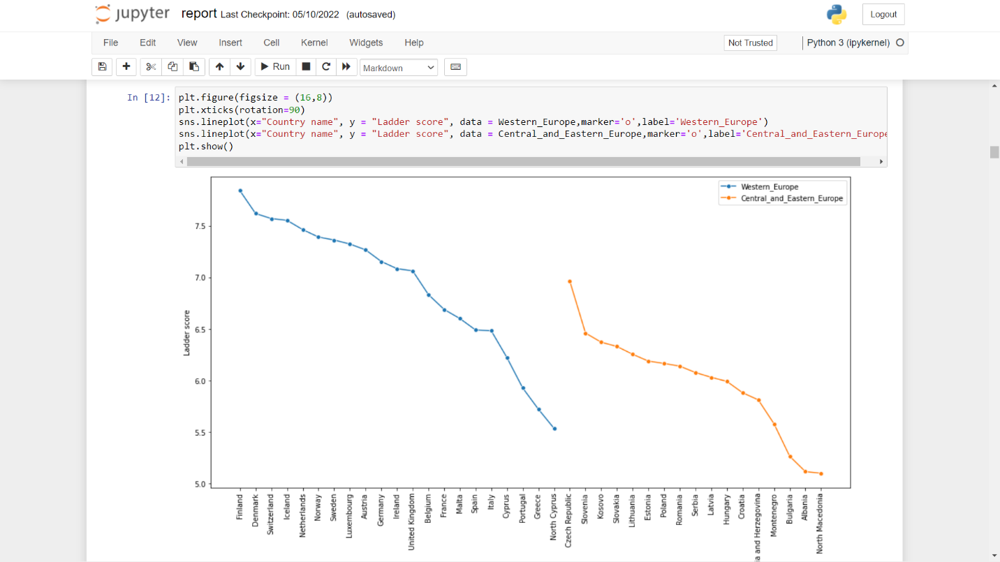 jupyter report Last Checkpoint: 05/10/2022 (autosaved) Logout
File Edit View Insert Cell Kernel Widgets Help Not Trusted Python 3 (ipykernel)
Run Markdown
In [12]: plt.figure(figsize = (16,8))
plt.xticks(rotation=90)
sns.lineplot(x="Country name", y = "Ladder score", data = Western_Europe,marker='o',label='Western_Europe')
sns.lineplot(x="Country name", y = "Ladder score", data = Central_and_Eastern_Europe,marker='o',label='Central_and_Eastern_Europe
plt.show()
Western_Europe
Central_and_Eastern_Europe
7.5
7.0
6.5
6.0
5.5
5.0
Ladder score
Finland
Denmark
Switzerland
Iceland
Netherlands
Norway
Sweden
Luxembourg
Austria
Germany
Ireland
United Kingdom
Belgium
France
Malta
Spain
Italy
Cyprus
Portugal
Greece
North Cyprus
Czech Republic
Slovenia
Kosovo
Slovakia
Lithuania
Estonia
Poland
Romania
Serbia
Latvia
Hungary
Croatia
ia and Herzegovina
Montenegro
Bulgaria
Albania
North Macedonia